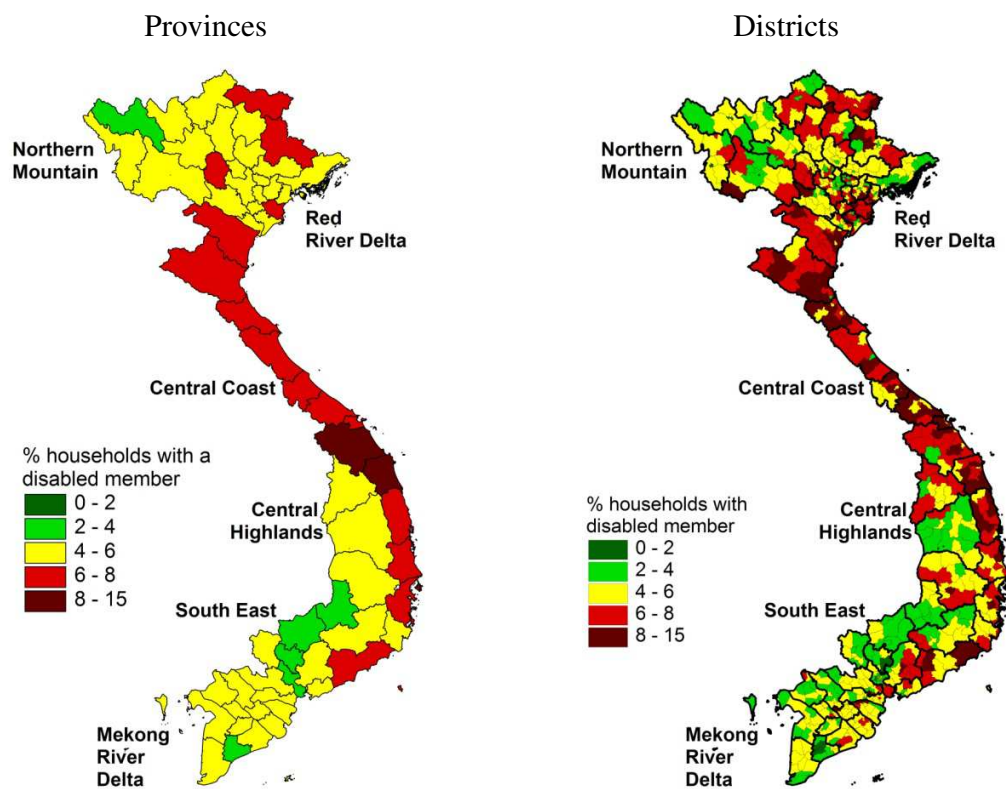 Provinces
Districts
Northern
Mountain
Red
River Delta
Central Coast
% households with a
disabled member
0 - 2
2 - 4
4 - 6
6 - 8
8 - 15
Central
Highlands
South East
Mekong
River
Delta
Northern
Mountain
Red
River Delta
Central Coast
Central
Highlands
% households with
disabled member
0 - 2
2 - 4
4 - 6
6 - 8
8 - 15
South East
Mekong
River
Delta